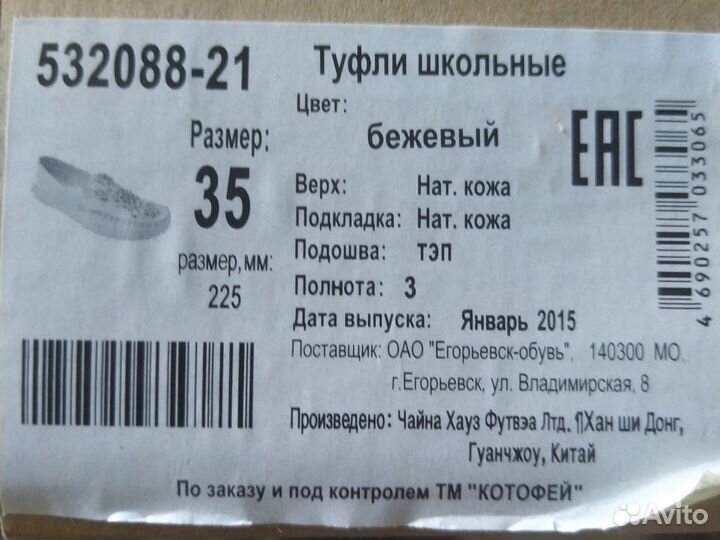 532088-21
Туфли школьные
Цвет:
бежевый
EAC
Размер:
35
размер,мм:
225
Верх: Нат. кожа
Подкладка: Нат. кожа
Подошва: ТЭП
Полнота: 3
Дата выпуска: Январь 2015
Поставщик: ОАО "Егорьевск-обувь", 140300 МО.
г.Егорьевск, ул. Владимирская, 8
Произведено: Чайна Хауз Футвэа Лтд. ¶Хан ши Донг,
Гуанчжоу, Китай
По заказу и под контролем ТМ "КОТОФЕЙ"
4 690257 033065
Avito